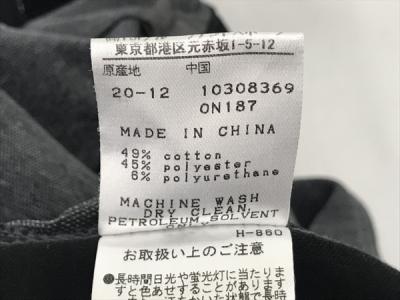 東京都港区元赤坂1-5-12
原産地 中国
20-12 10308369
0N187
MADE IN CHINA
49% cotton
45% polyester
6% polyurethane
MACHINE WASH
DRY CLEAN,
PETROLEUM SOLVENT
H-860
お取扱い上のご注意
●長時間日光や蛍光灯に当たります
すと色あせすることがあります